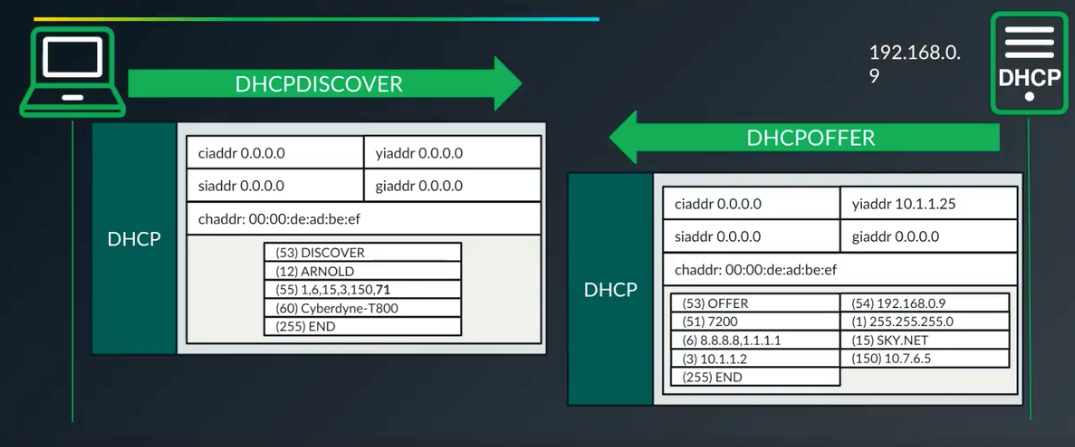 DHCPDISCOVER
192.168.0.
9
DHCP
DHCPOFFER
DHCP
ciaddr 0.0.0.0
yiaddr 0.0.0.0
siaddr 0.0.0.0
giaddr 0.0.0.0
chaddr: 00:00:de:ad:be:ef
(53) DISCOVER
(12) ARNOLD
(55) 1,6,15,3,150,71
(60) Cyberdyne-T800
(255) END
DHCP
ciaddr 0.0.0.0
yiaddr 10.1.1.25
siaddr 0.0.0.0
giaddr 0.0.0.0
chaddr: 00:00:de:ad:be:ef
(53) OFFER
(54) 192.168.0.9
(51) 7200
(1) 255.255.255.0
(6) 8.8.8.8,1.1.1.1
(15) SKY.NET
(3) 10.1.1.2
(150) 10.7.6.5
(255) END